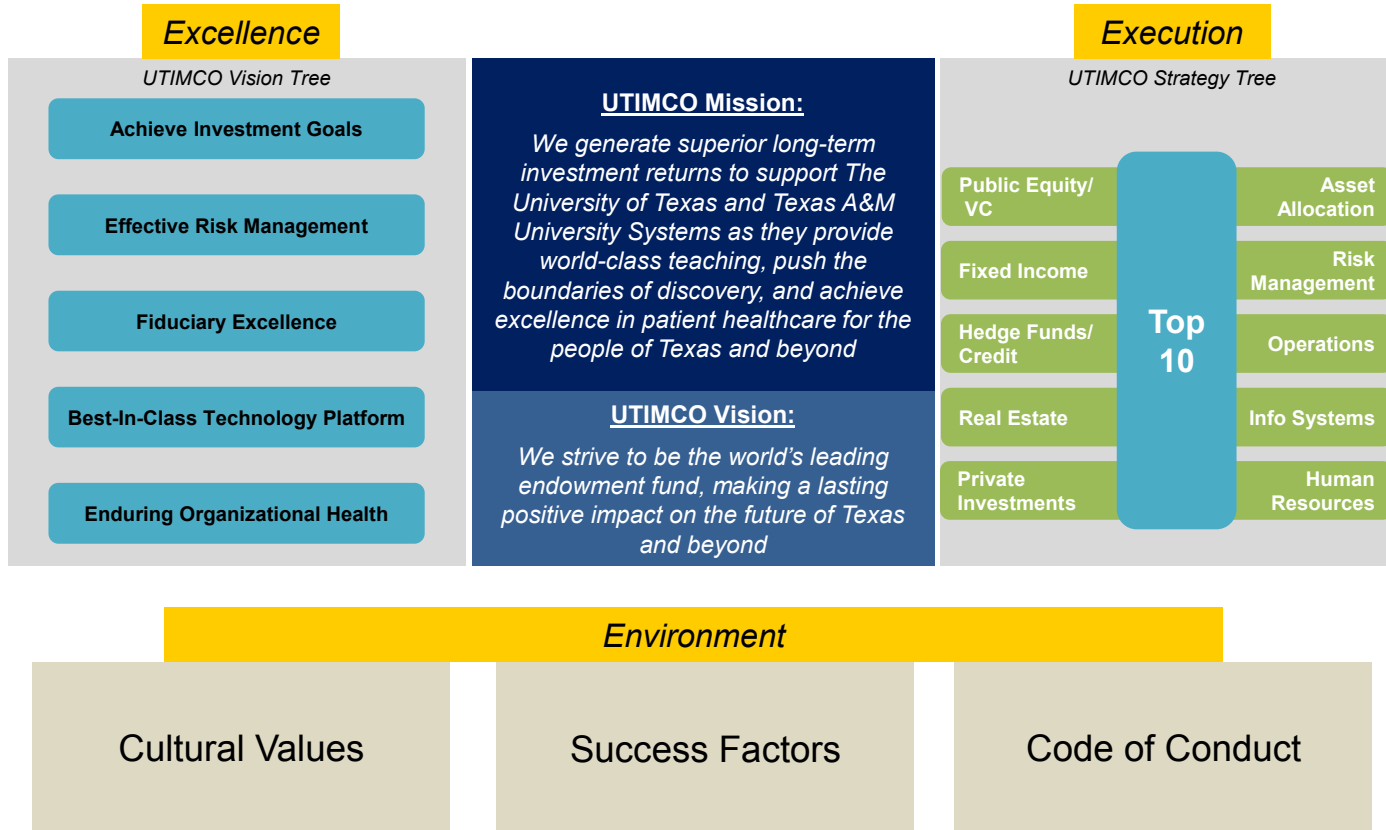 Excellence
UTIMCO Vision Tree
Achieve Investment Goals
Effective Risk Management
Fiduciary Excellence
Best-In-Class Technology Platform
Enduring Organizational Health
UTIMCO Mission:
We generate superior long-term
investment returns to support The
University of Texas and Texas A&M
University Systems as they provide
world-class teaching, push the
boundaries of discovery, and achieve
excellence in patient healthcare for the
people of Texas and beyond
UTIMCO Vision:
We strive to be the world’s leading
endowment fund, making a lasting
positive impact on the future of Texas
and beyond
Execution
UTIMCO Strategy Tree
Public Equity/
VC
Fixed Income
Hedge Funds/
Credit
Real Estate
Private
Investments
Top
10
Asset
Allocation
Risk
Management
Operations
Info Systems
Human
Resources
Environment
Cultural Values
Success Factors
Code of Conduct